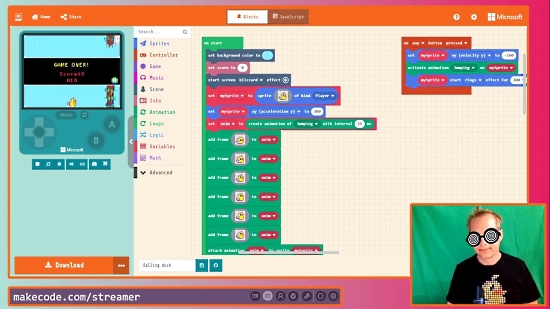 Home
Share
Blocks
JavaScript
Microsoft
GAME OVER!
Score:0
HI0
Menu
B
A
Microsoft
Download
Search...
Sprites
Controller
Game
Music
Scene
Info
Animation
Loops
Logic
Variables
Math
Advanced
on start
set background color to
set score to 0
start screen blizzard effect
set mySprite to sprite of kind Player
set mySprite ay (acceleration y) to 300
set anim to create animation of Jumping with interval ms
add frame to anim
add frame to anim
add frame to anim
add frame to anim
add frame to anim
add frame to anim
attach animation anim to sprite mySprite
on any button pressed
set mySprite vy (velocity y) to -100
activate animation Jumping on mySprite
mySprite start rings effect for
falling duck
makecode.com/streamer